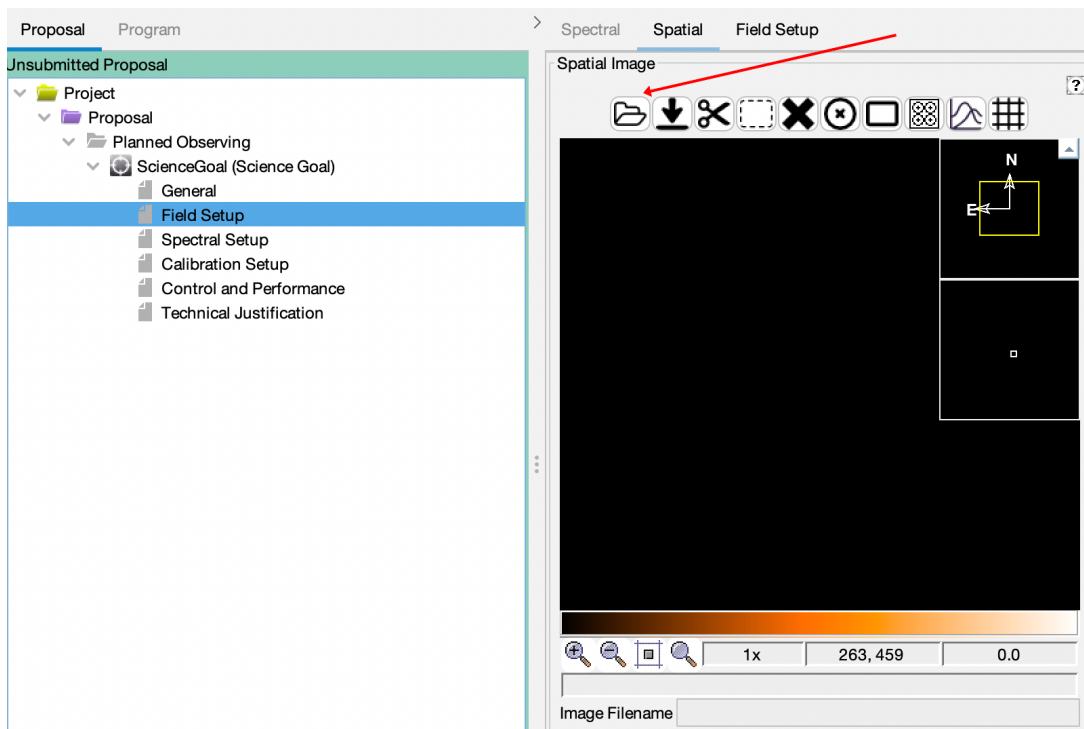 Proposal Program
Unsubmitted Proposal
Project
Proposal
Planned Observing
ScienceGoal (Science Goal)
General
Field Setup
Spectral Setup
Calibration Setup
Control and Performance
Technical Justification
Spectral Spatial Field Setup
Spatial Image
?
N
E
1x 263, 459 0.0
Image Filename